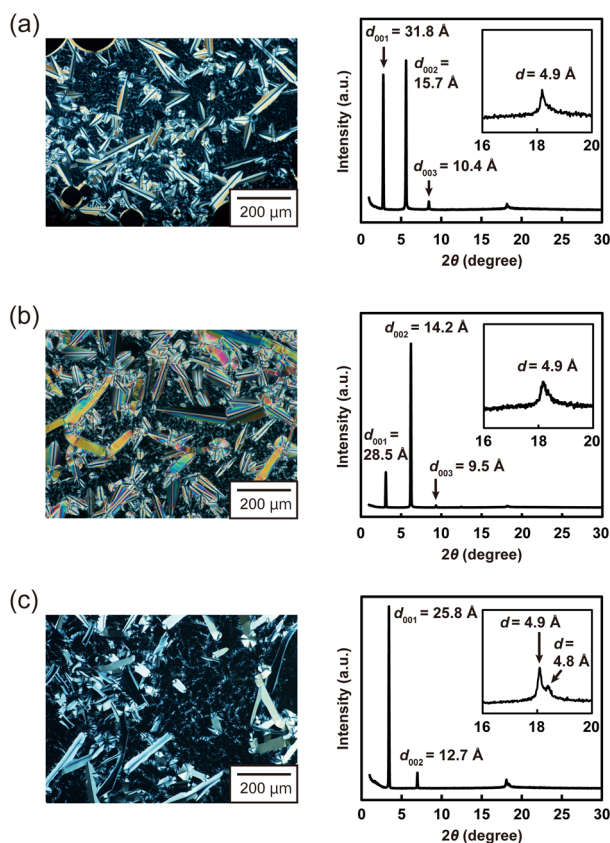 (a)
200 μm
Intensity (a.u.)
d001 = 31.8 Å
d002 =
15.7 Å
d003 = 10.4 Å
d = 4.9 Å
16 18 20
0 5 10 15 20 25 30
2θ (degree)
(b)
200 μm
Intensity (a.u.)
d002 = 14.2 Å
d001 =
28.5 Å
d003 = 9.5 Å
d = 4.9 Å
16 18 20
0 5 10 15 20 25 30
2θ (degree)
(c)
200 μm
Intensity (a.u.)
d001 = 25.8 Å
d002 = 12.7 Å
d = 4.9 Å
d =
4.8 Å
16 18 20
0 5 10 15 20 25 30
2θ (degree)